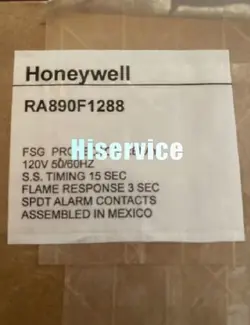 Honeywell
RA890F1288
FSG
120V 50/60HZ
Hiservice
S.S. TIMING 15 SEC
FLAME RESPONSE 3 SEC
SPDT ALARM CONTACTS
ASSEMBLED IN MEXICO